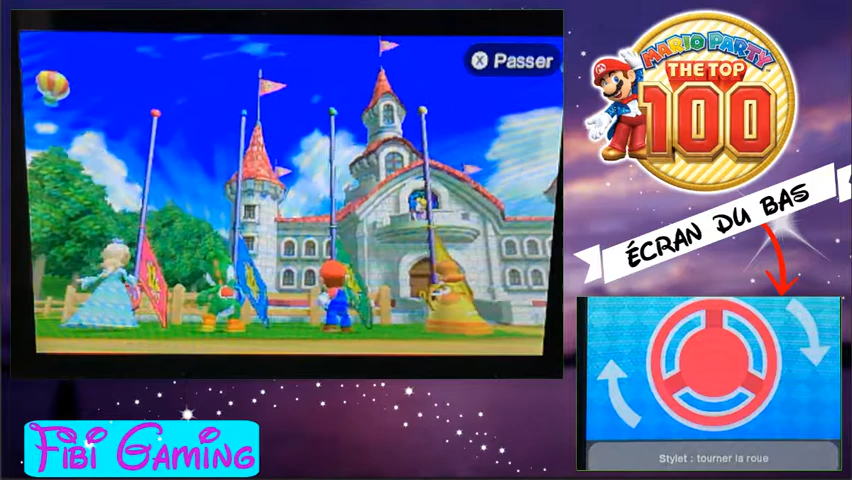 Passer
MARIO PARTY
THE TOP
100
ÉCRAN DU BAS
Stylet : tourner la roue
FiBi GAMiNG